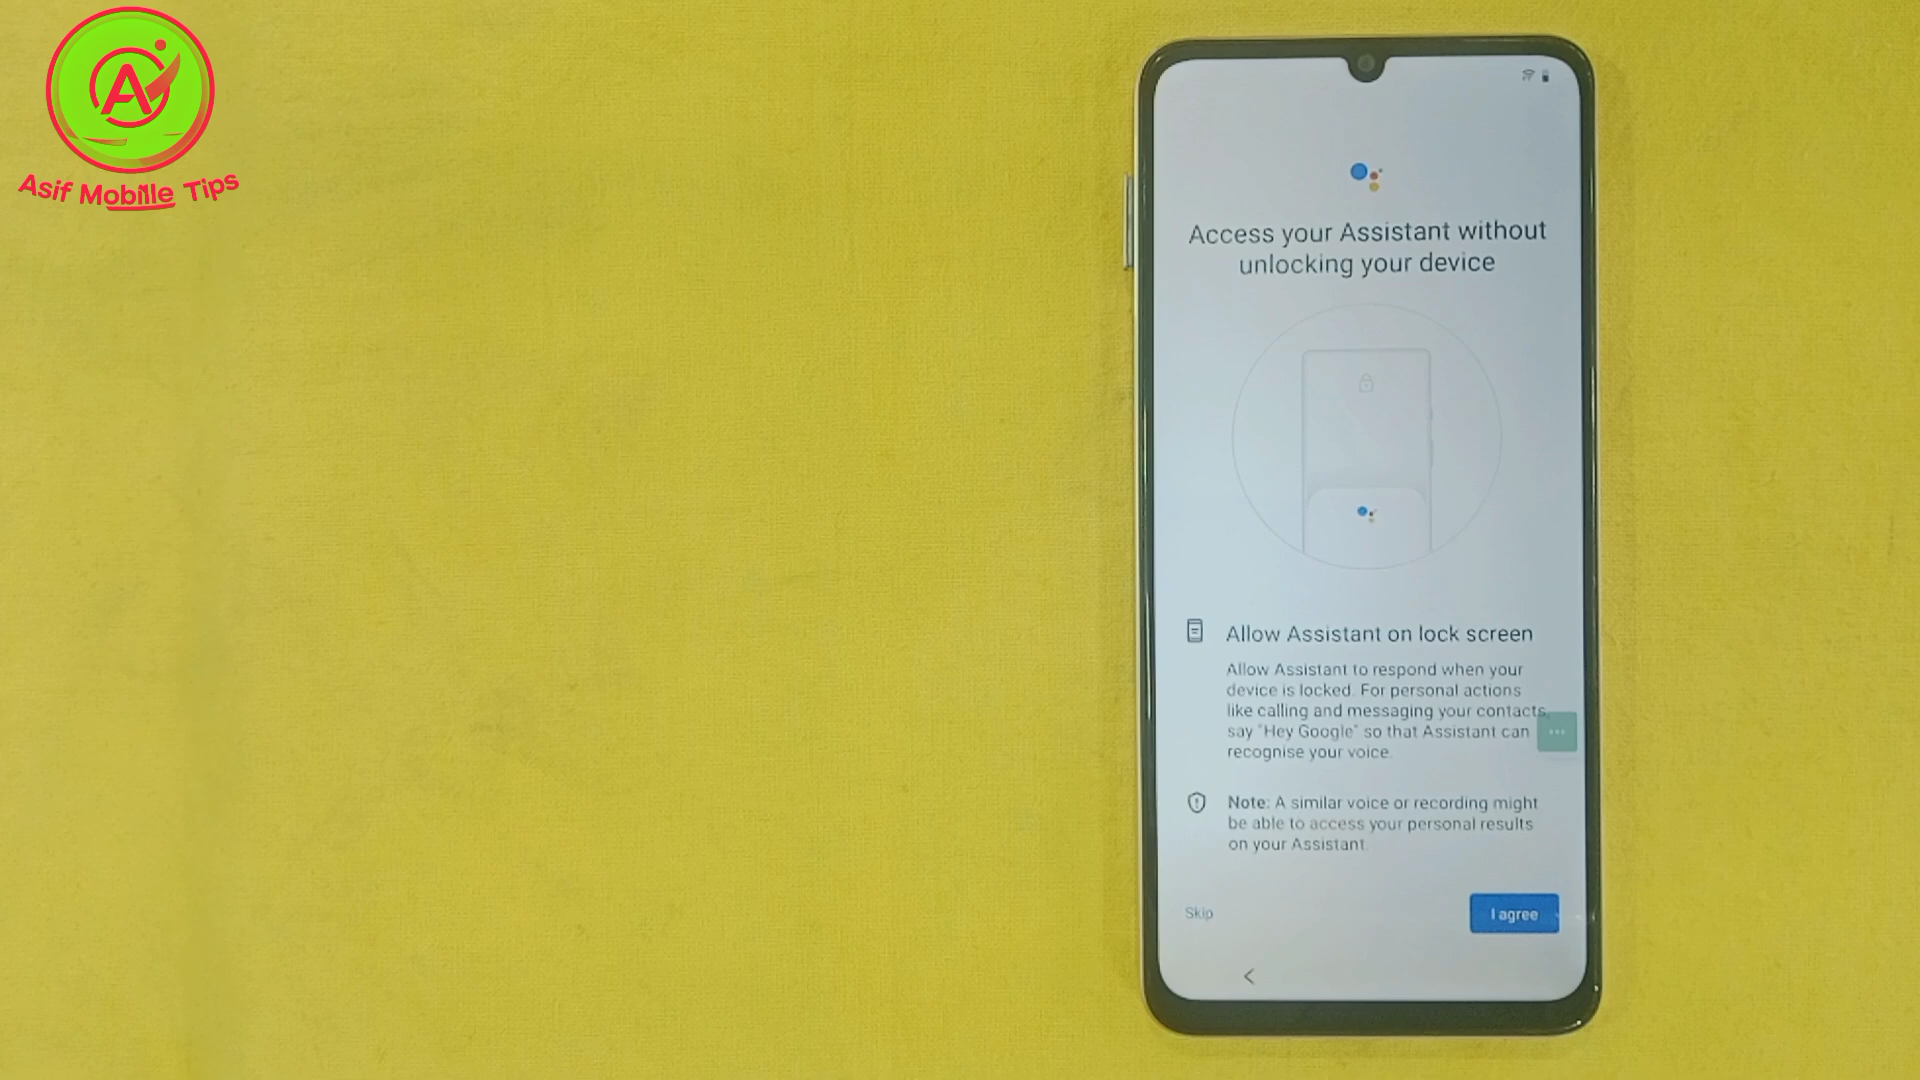 Asif Mobile Tips
Access your Assistant without
unlocking your device
Allow Assistant on lock screen
Allow Assistant to respond when your
device is locked. For personal actions
like calling and messaging your contacts,
say "Hey Google" so that Assistant can
recognise your voice.
Note: A similar voice or recording might
be able to access your personal results
on your Assistant.
Skip
I agree